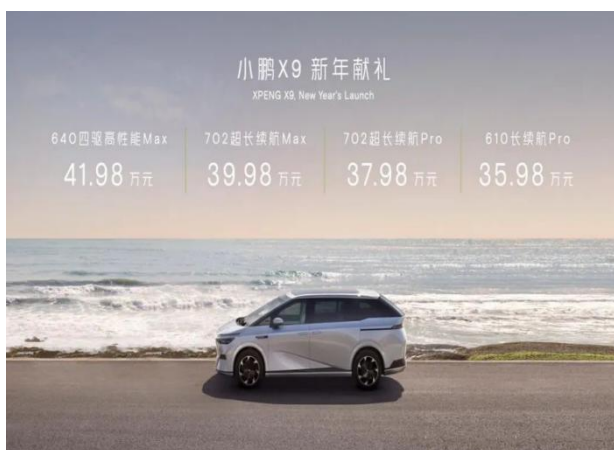 小鹏X9 新年献礼
XPENG X9, New Year's Launch
640四驱高性能Max 702超长续航Max 702超长续航Pro 610长续航Pro
41.98 万元 39.98 万元 37.98 万元 35.98 万元